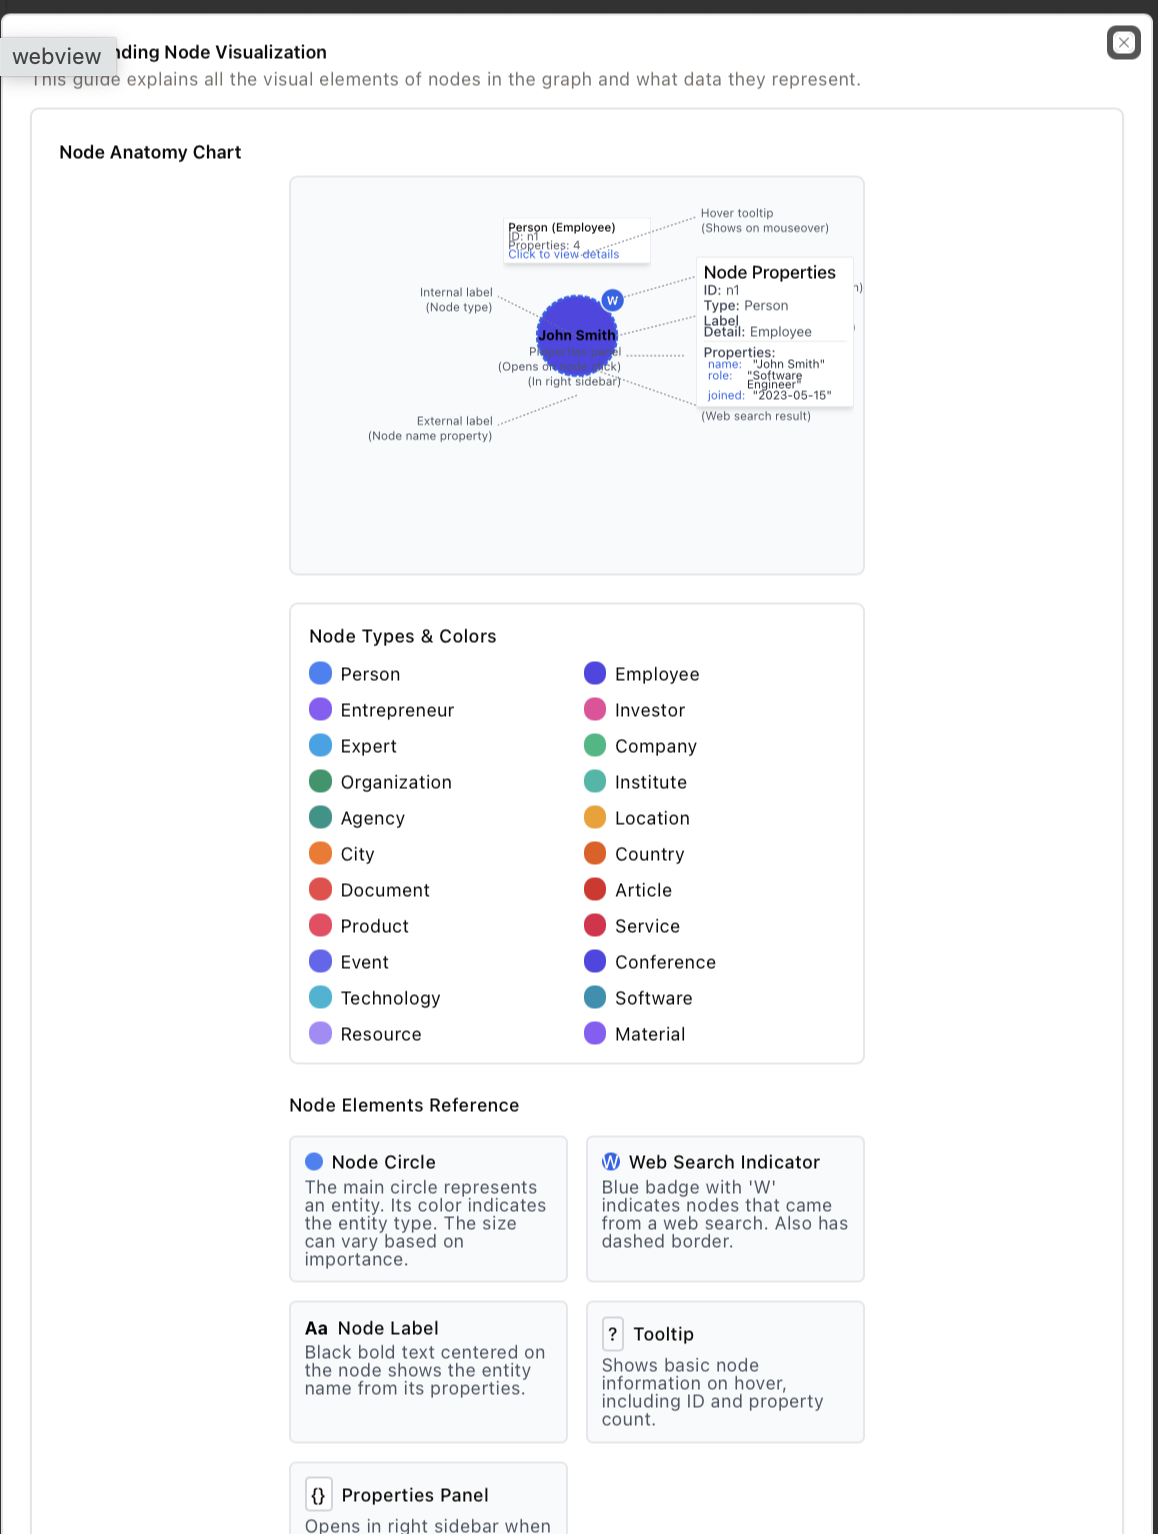 webview
nding Node Visualization
This guide explains all the visual elements of nodes in the graph and what data they represent.
Node Anatomy Chart
Person (Employee)
ID: n1
Properties: 4
Click to view details
Hover tooltip
(Shows on mouseover)
Internal label
(Node type)
W
John Smith
Properties panel
(Opens on node click)
(In right sidebar)
External label
(Node name property)
Node Properties
ID: n1
Type: Person
Label
Detail: Employee
Properties:
name: "John Smith"
role: "Software
Engineer"
joined: "2023-05-15"
n)
)
(Web search result)
Node Types & Colors
Person
Employee
Entrepreneur
Investor
Expert
Company
Organization
Institute
Agency
Location
City
Country
Document
Article
Product
Service
Event
Conference
Technology
Software
Resource
Material
Node Elements Reference
Node Circle
The main circle represents
an entity. Its color indicates
the entity type. The size
can vary based on
importance.
W Web Search Indicator
Blue badge with 'W'
indicates nodes that came
from a web search. Also has
dashed border.
Aa Node Label
Black bold text centered on
the node shows the entity
name from its properties.
? Tooltip
Shows basic node
information on hover,
including ID and property
count.
{} Properties Panel
Opens in right sidebar when